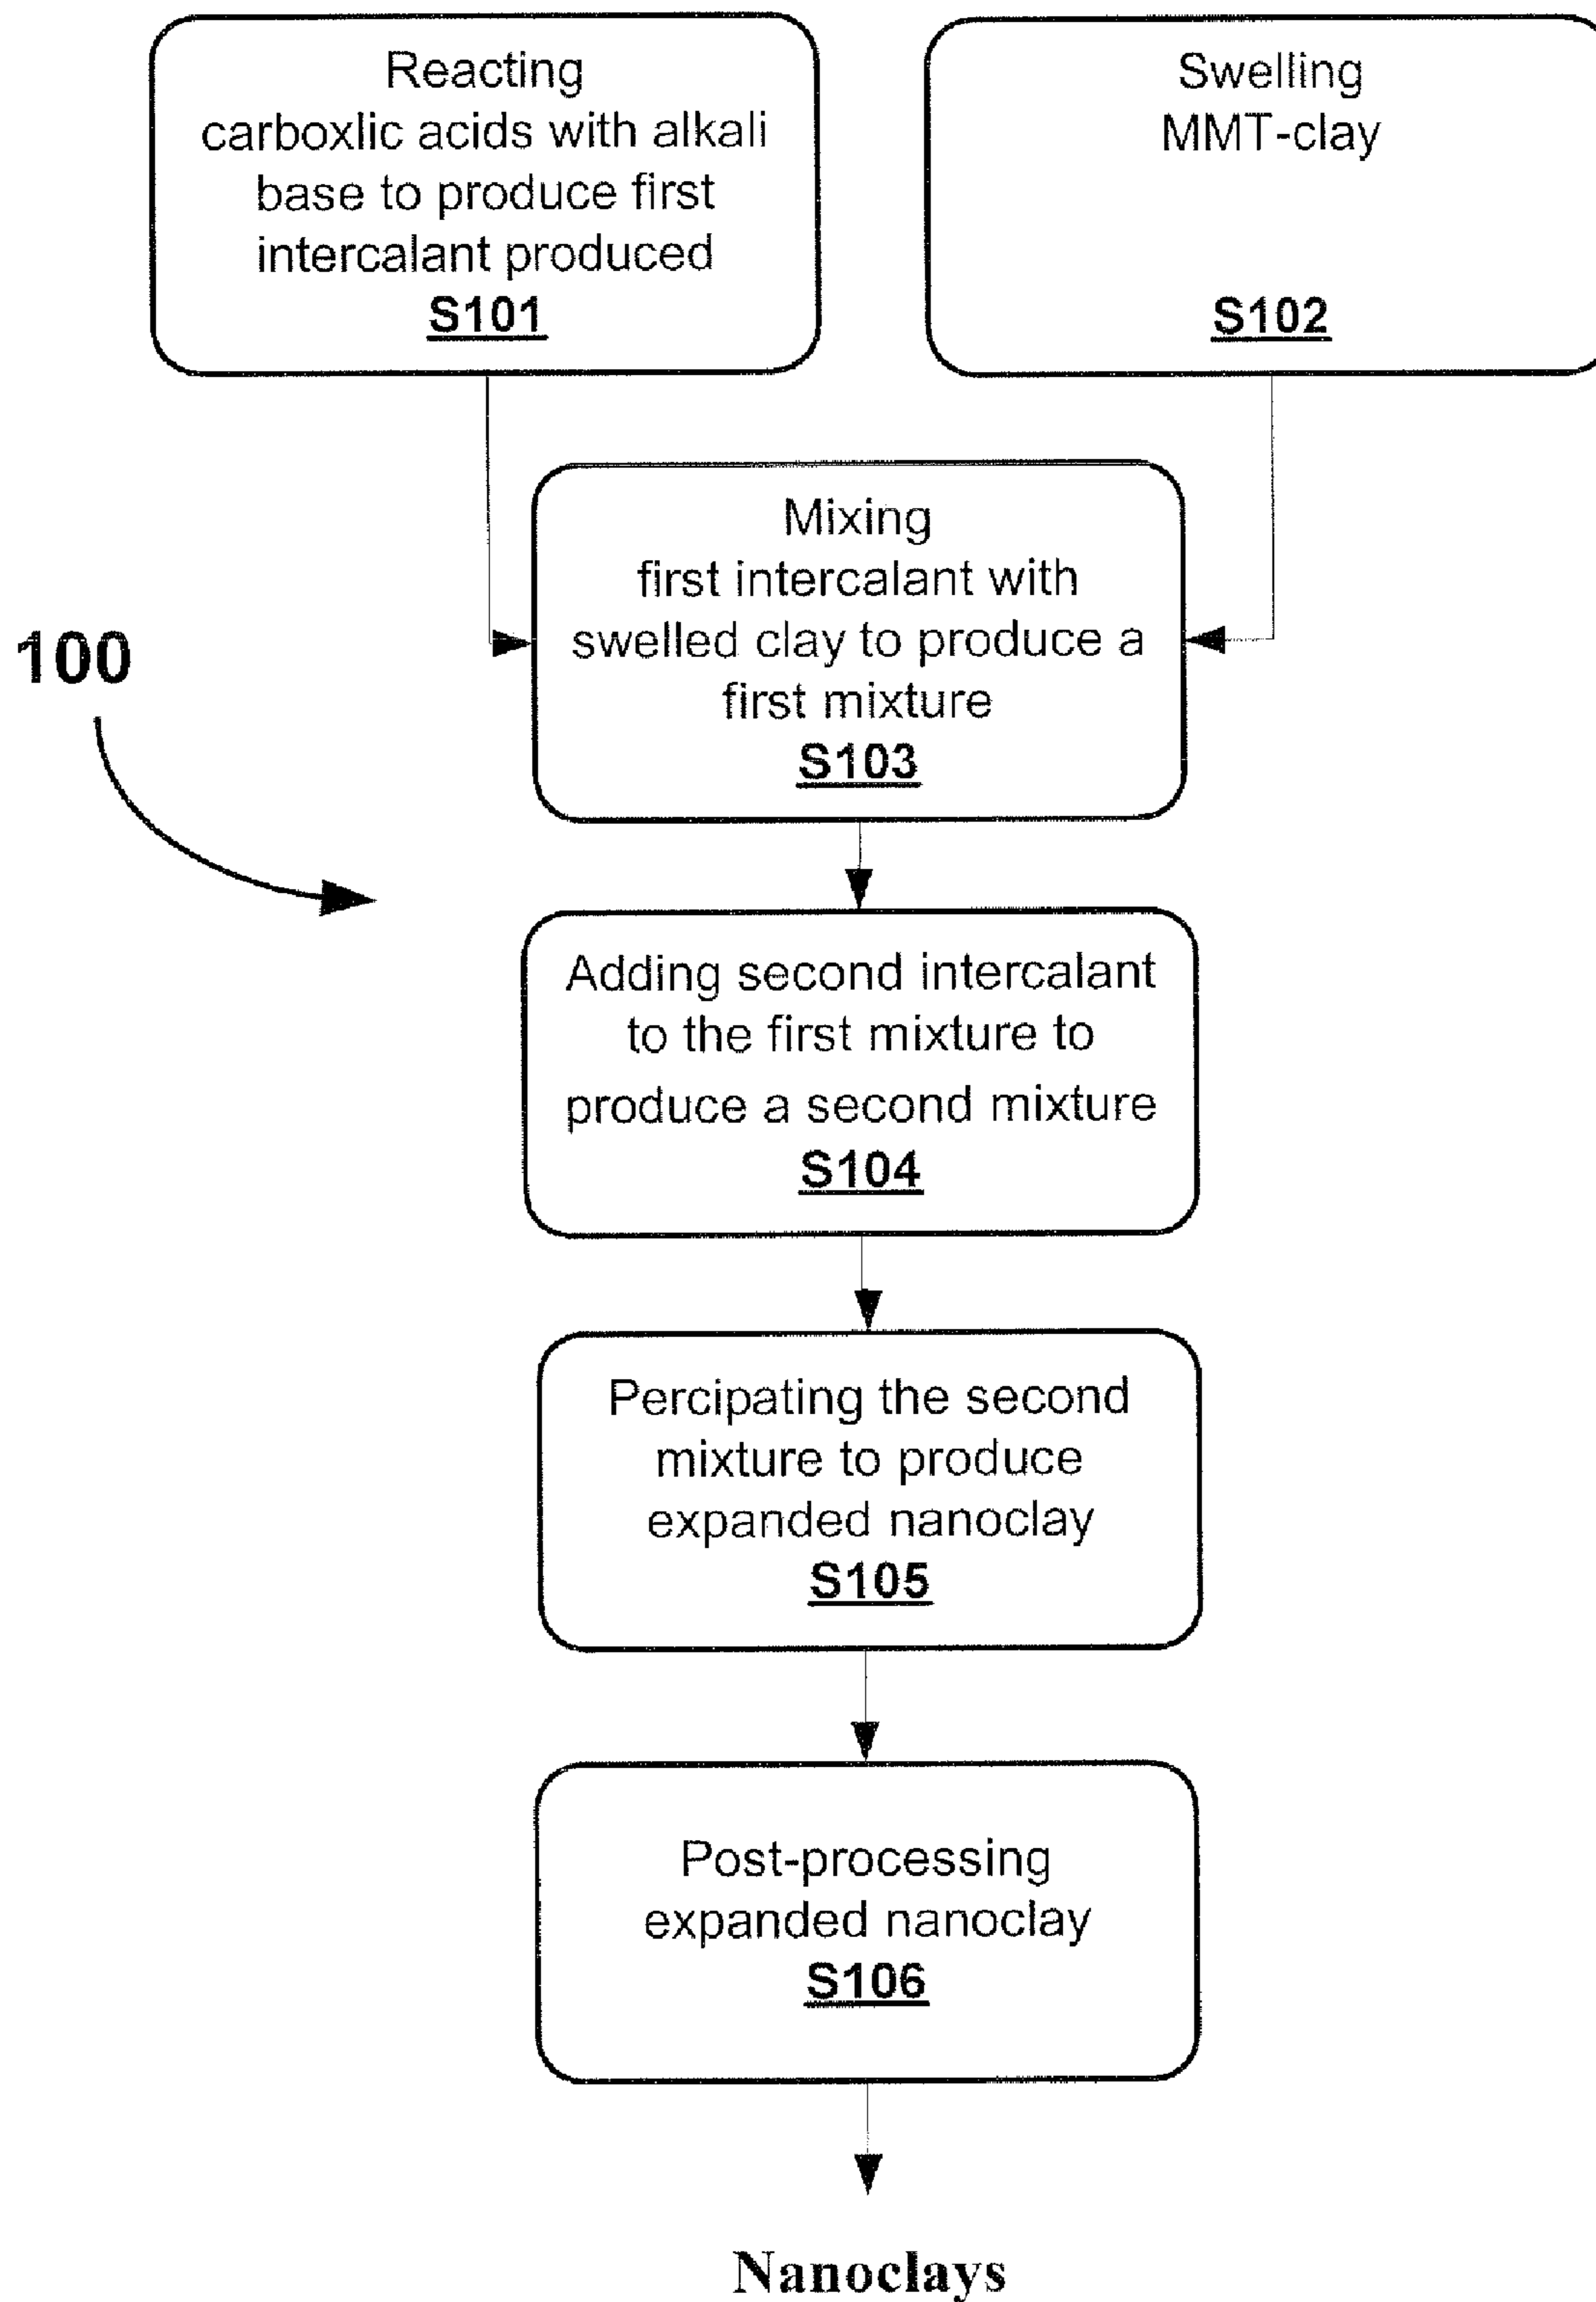 Reacting
carboxlic acids with alkali
base to produce first
intercalant produced
S101
Swelling
MMT-clay
S102
Mixing
first intercalant with
swelled clay to produce a
first mixture
S103
100
Adding second intercalant
to the first mixture to
produce a second mixture
S104
Percipating the second
mixture to produce
expanded nanoclay
S105
Post-processing
expanded nanoclay
S106
Nanoclays